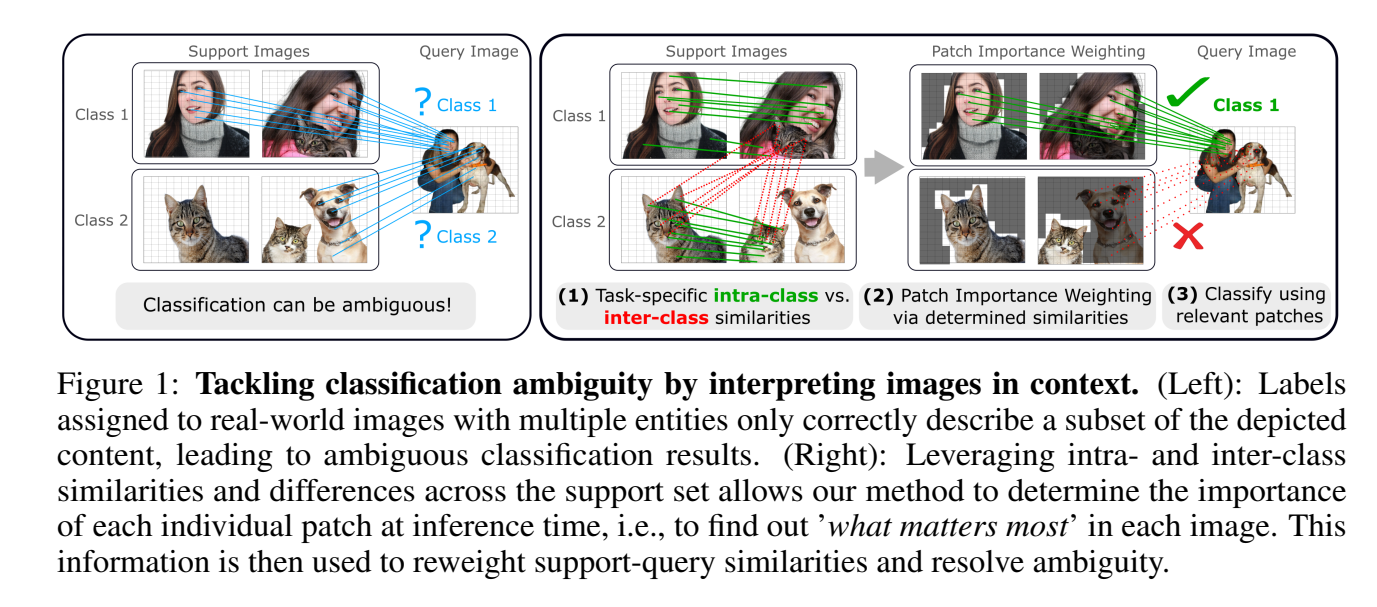 Support Images
Query Image
Class 1
? Class 1
Class 2
? Class 2
Classification can be ambiguous!
Support Images
Patch Importance Weighting
Query Image
Class 1
Class 1
Class 2
(1) Task-specific intra-class vs.
inter-class similarities
(2) Patch Importance Weighting
via determined similarities
(3) Classify using
relevant patches
Figure 1: Tackling classification ambiguity by interpreting images in context. (Left): Labels
assigned to real-world images with multiple entities only correctly describe a subset of the depicted
content, leading to ambiguous classification results. (Right): Leveraging intra- and inter-class
similarities and differences across the support set allows our method to determine the importance
of each individual patch at inference time, i.e., to find out ’what matters most’ in each image. This
information is then used to reweight support-query similarities and resolve ambiguity.